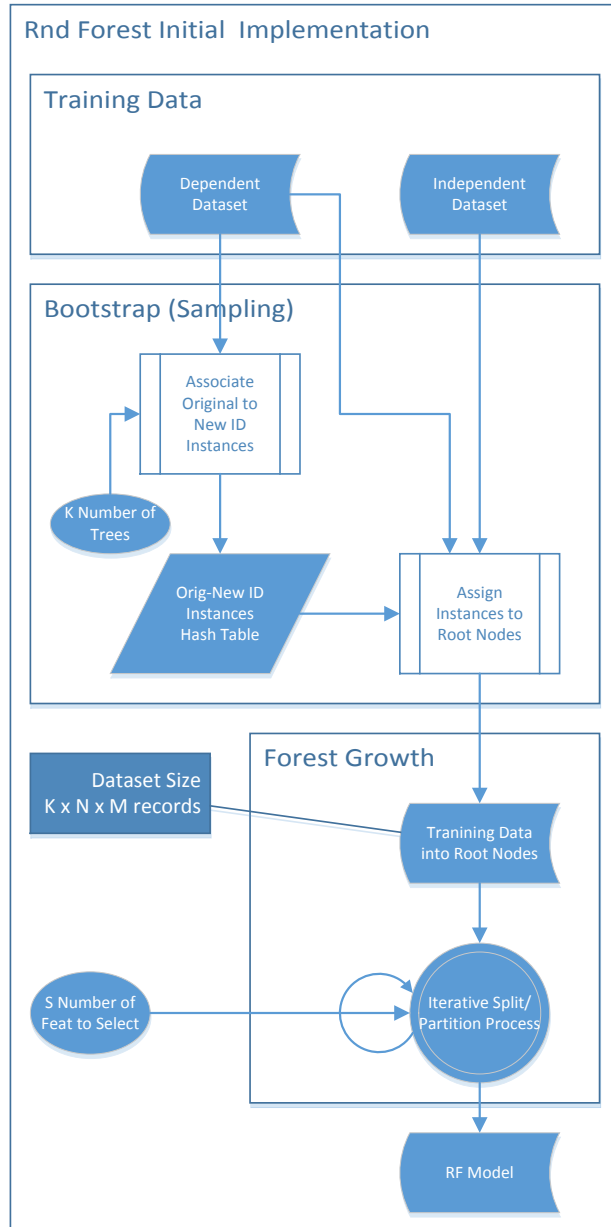 Rnd Forest Initial Implementation
Training Data
Dependent
Dataset
Independent
Dataset
Bootstrap (Sampling)
Associate
Original to
New ID
Instances
K Number of
Trees
Orig-New ID
Instances
Hash Table
Assign
Instances to
Root Nodes
Forest Growth
Dataset Size
K x N x M records
Tranining Data
into Root Nodes
S Number of
Feat to Select
Iterative Split/
Partition Process
RF Model